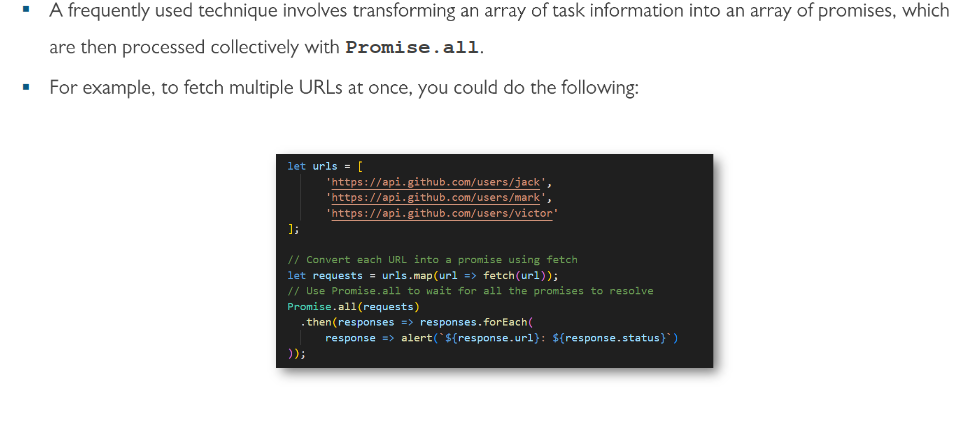 ▪ A frequently used technique involves transforming an array of task information into an array of promises, which
are then processed collectively with Promise.all.
▪ For example, to fetch multiple URLs at once, you could do the following:
let urls = [
'https://api.github.com/users/jack',
'https://api.github.com/users/mark',
'https://api.github.com/users/victor'
];
// Convert each URL into a promise using fetch
let requests = urls.map(url => fetch(url));
// Use Promise.all to wait for all the promises to resolve
Promise.all(requests)
.then(responses => responses.forEach(
response => alert(`${response.url}: ${response.status}`)
));